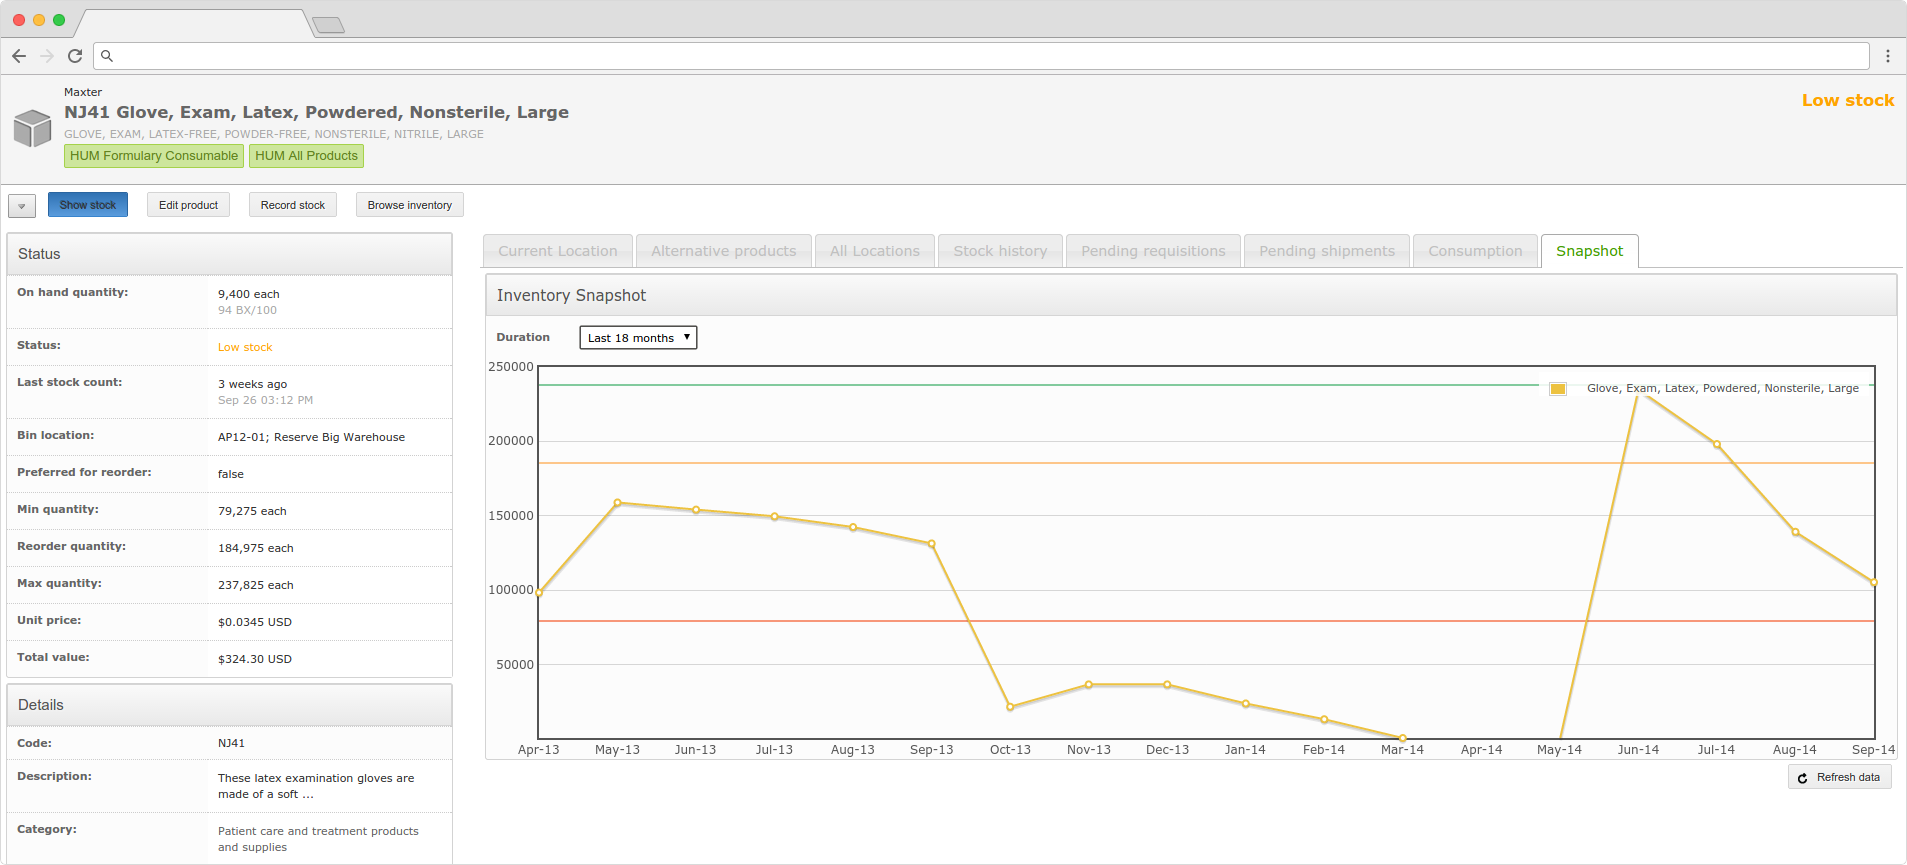 Maxter
NJ41 Glove, Exam, Latex, Powdered, Nonsterile, Large
Low stock
GLOVE, EXAM, LATEX-FREE, POWDER-FREE, NONSTERILE, NITRILE, LARGE
HUM Formulary Consumable HUM All Products
Show stock Edit product Record stock Browse inventory
Status
On hand quantity: 9,400 each
94 BX/100
Status: Low stock
Last stock count: 3 weeks ago
Sep 26 03:12 PM
Bin location: AP12-01; Reserve Big Warehouse
Preferred for reorder: false
Min quantity: 79,275 each
Reorder quantity: 184,975 each
Max quantity: 237,825 each
Unit price: $0.0345 USD
Total value: $324.30 USD
Details
Code: NJ41
Description: These latex examination gloves are
made of a soft ...
Category: Patient care and treatment products
and supplies
Current Location Alternative products All Locations Stock history Pending requisitions Pending shipments Consumption Snapshot
Inventory Snapshot
Duration Last 18 months
250000
Glove, Exam, Latex, Powdered, Nonsterile, Large
200000
150000
100000
50000
Apr-13 May-13 Jun-13 Jul-13 Aug-13 Sep-13 Oct-13 Nov-13 Dec-13 Jan-14 Feb-14 Mar-14 Apr-14 May-14 Jun-14 Jul-14 Aug-14 Sep-14
Refresh data